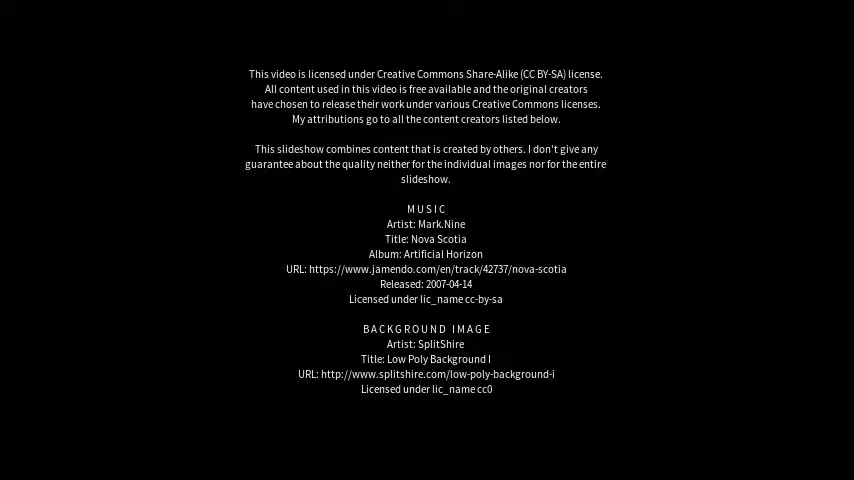 This video is licensed under Creative Commons Share-Alike (CC BY-SA) license.
All content used in this video is free available and the original creators
have chosen to release their work under various Creative Commons licenses.
My attributions go to all the content creators listed below.
This slideshow combines content that is created by others. I don't give any
guarantee about the quality neither for the individual images nor for the entire
slideshow.
MUSIC
Artist: Mark.Nine
Title: Nova Scotia
Album: Artificial Horizon
URL: https://www.jamendo.com/en/track/42737/nova-scotia
Released: 2007-04-14
Licensed under lic_name cc-by-sa
BACKGROUND IMAGE
Artist: SplitShire
Title: Low Poly Background I
URL: http://www.splitshire.com/low-poly-background-i
Licensed under lic_name cc0